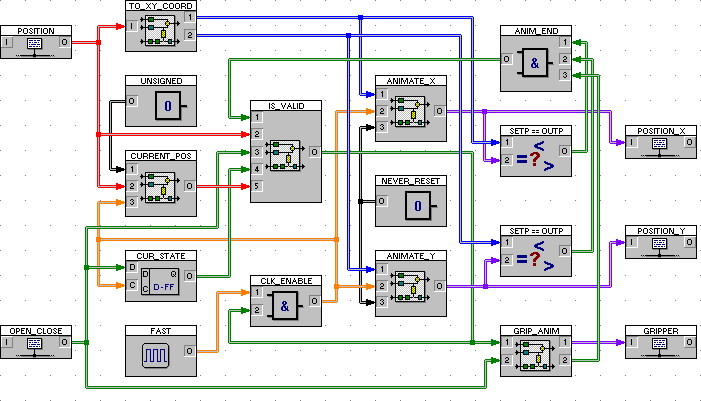 POSITION
I O
TO_XY_COORD
I 1
2
ANIM_END
O & 1
2
3
UNSIGNED
O 0
IS_VALID
1
2
3 O
4
5
ANIMATE_X
1
2 O
3
SETP == OUTP
1 < O
2 =?
>
POSITION_X
I O
CURRENT_POS
1
2 O
3
NEVER_RESET
O 0
CUR_STATE
D D Q O
C C D-FF
CLK_ENABLE
1 & O
2
ANIMATE_Y
1
2 O
3
SETP == OUTP
1 < O
2 =?
>
POSITION_Y
I O
OPEN_CLOSE
I O
FAST
O
GRIP_ANIM
1 1
2 2
GRIPPER
I O